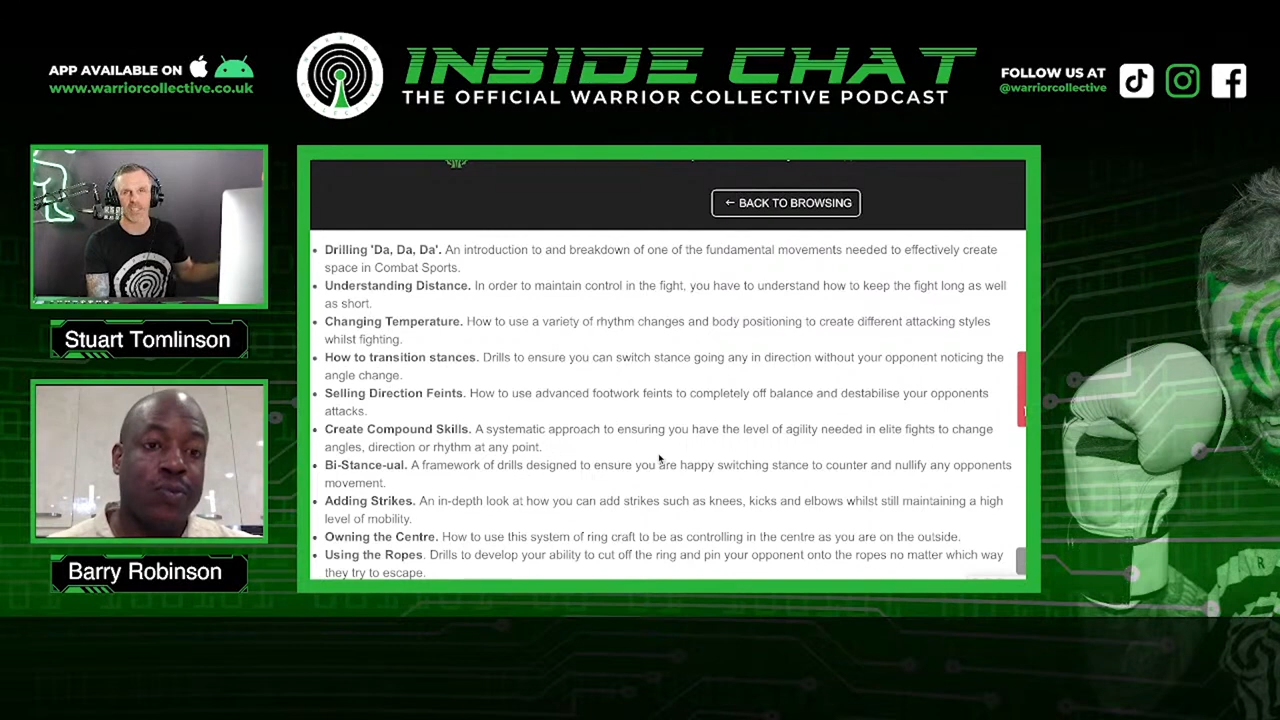 APP AVAILABLE ON
www.warriorcollective.co.uk
INSIDE CHAT
THE OFFICIAL WARRIOR COLLECTIVE PODCAST
FOLLOW US AT
@warriorcollective
Stuart Tomlinson
Barry Robinson
← BACK TO BROWSING
• Drilling 'Da, Da, Da'. An introduction to and breakdown of one of the fundamental movements needed to effectively create
space in Combat Sports.
• Understanding Distance. In order to maintain control in the fight, you have to understand how to keep the fight long as well
as short.
• Changing Temperature. How to use a variety of rhythm changes and body positioning to create different attacking styles
whilst fighting.
• How to transition stances. Drills to ensure you can switch stance going any in direction without your opponent noticing the
angle change.
• Selling Direction Feints. How to use advanced footwork feints to completely off balance and destabilise your opponents
attacks.
• Create Compound Skills. A systematic approach to ensuring you have the level of agility needed in elite fights to change
angles, direction or rhythm at any point.
• Bi-Stance-ual. A framework of drills designed to ensure you are happy switching stance to counter and nullify any opponents
movement.
• Adding Strikes. An in-depth look at how you can add strikes such as knees, kicks and elbows whilst still maintaining a high
level of mobility.
• Owning the Centre. How to use this system of ring craft to be as controlling in the centre as you are on the outside.
• Using the Ropes. Drills to develop your ability to cut off the ring and pin your opponent onto the ropes no matter which way
they try to escape.